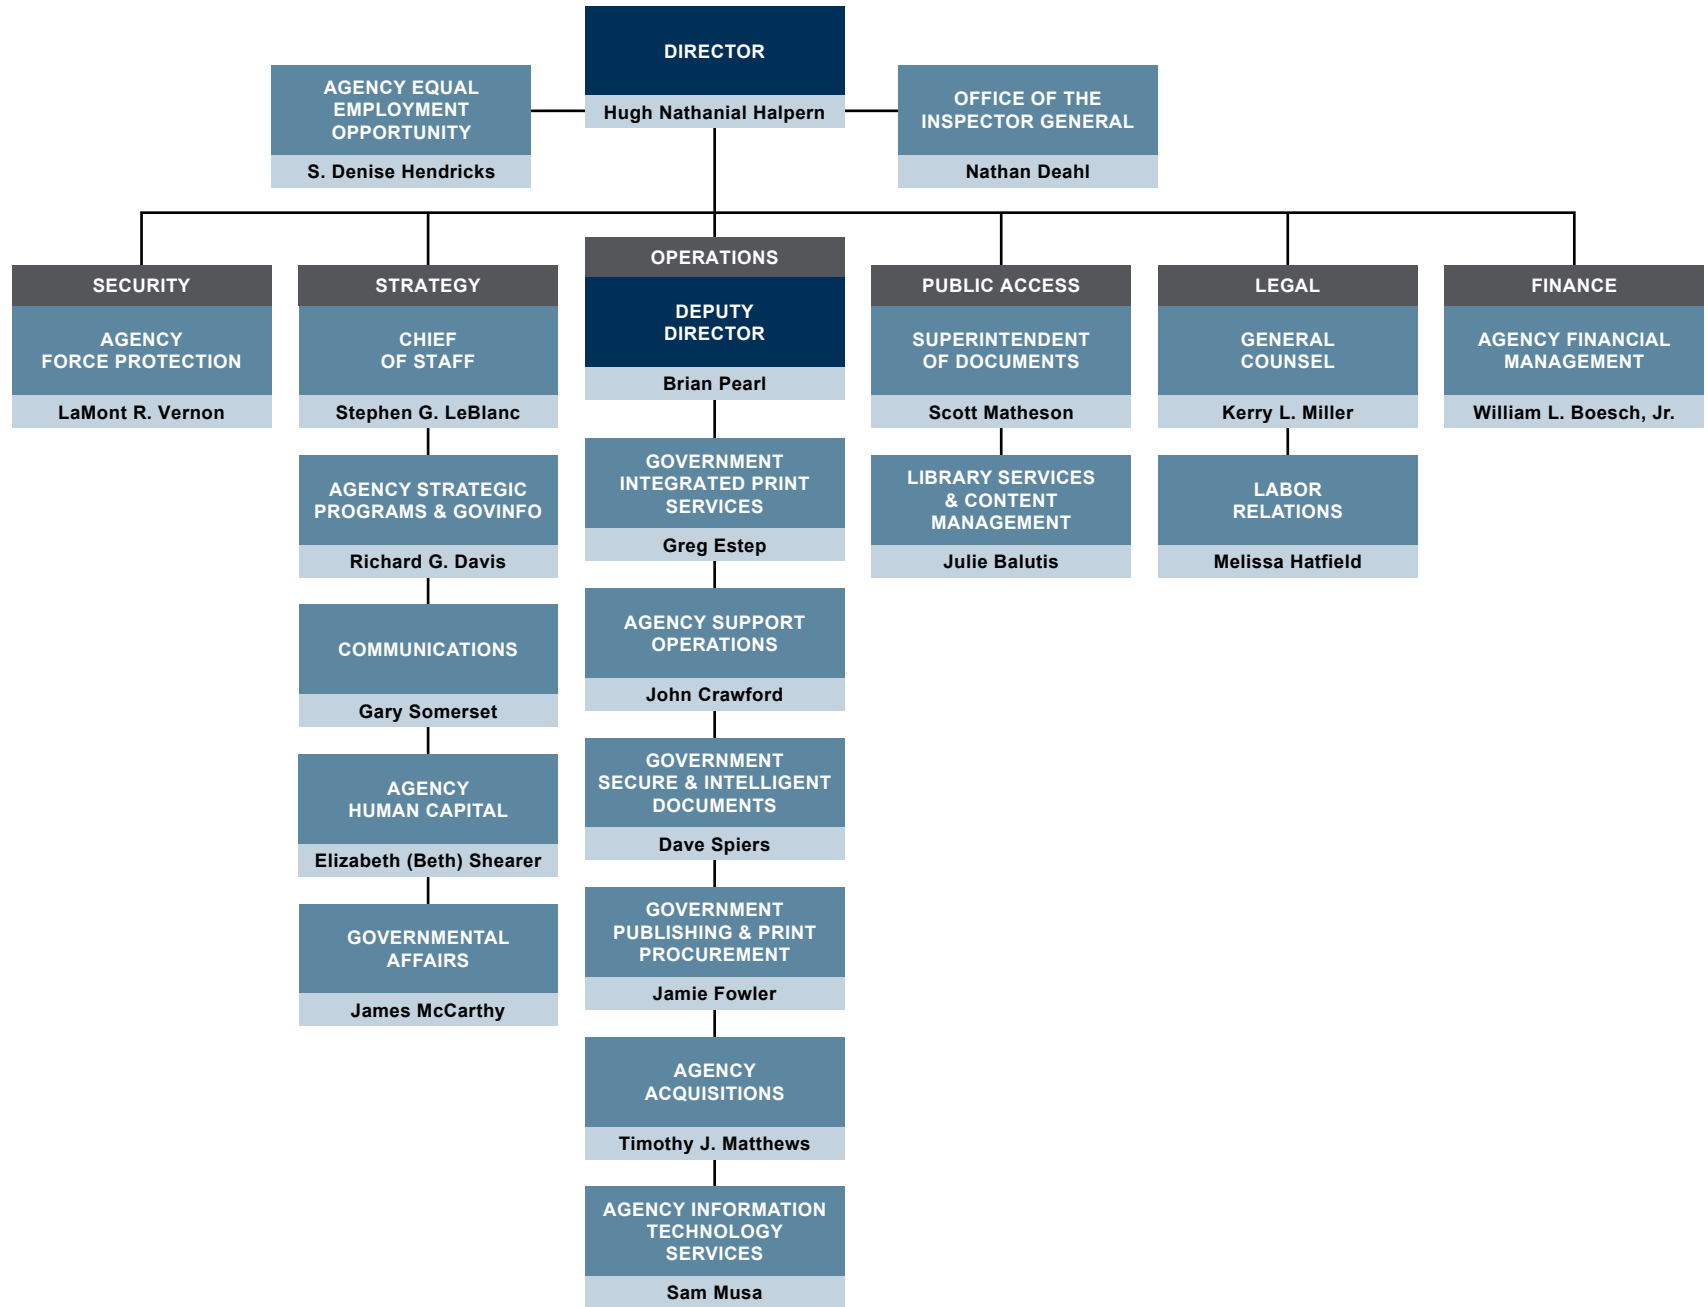 DIRECTOR
Hugh Nathanial Halpern
AGENCY EQUAL
EMPLOYMENT
OPPORTUNITY
S. Denise Hendricks
OFFICE OF THE
INSPECTOR GENERAL
Nathan Deahl
SECURITY
AGENCY
FORCE PROTECTION
LaMont R. Vernon
STRATEGY
CHIEF
OF STAFF
Stephen G. LeBlanc
AGENCY STRATEGIC
PROGRAMS & GOVINFO
Richard G. Davis
COMMUNICATIONS
Gary Somerset
AGENCY
HUMAN CAPITAL
Elizabeth (Beth) Shearer
GOVERNMENTAL
AFFAIRS
James McCarthy
OPERATIONS
DEPUTY
DIRECTOR
Brian Pearl
GOVERNMENT
INTEGRATED PRINT
SERVICES
Greg Estep
AGENCY SUPPORT
OPERATIONS
John Crawford
GOVERNMENT
SECURE & INTELLIGENT
DOCUMENTS
Dave Spiers
GOVERNMENT
PUBLISHING & PRINT
PROCUREMENT
Jamie Fowler
AGENCY
ACQUISITIONS
Timothy J. Matthews
AGENCY INFORMATION
TECHNOLOGY
SERVICES
Sam Musa
PUBLIC ACCESS
SUPERINTENDENT
OF DOCUMENTS
Scott Matheson
LIBRARY SERVICES
& CONTENT
MANAGEMENT
Julie Balutis
LEGAL
GENERAL
COUNSEL
Kerry L. Miller
LABOR
RELATIONS
Melissa Hatfield
FINANCE
AGENCY FINANCIAL
MANAGEMENT
William L. Boesch, Jr.